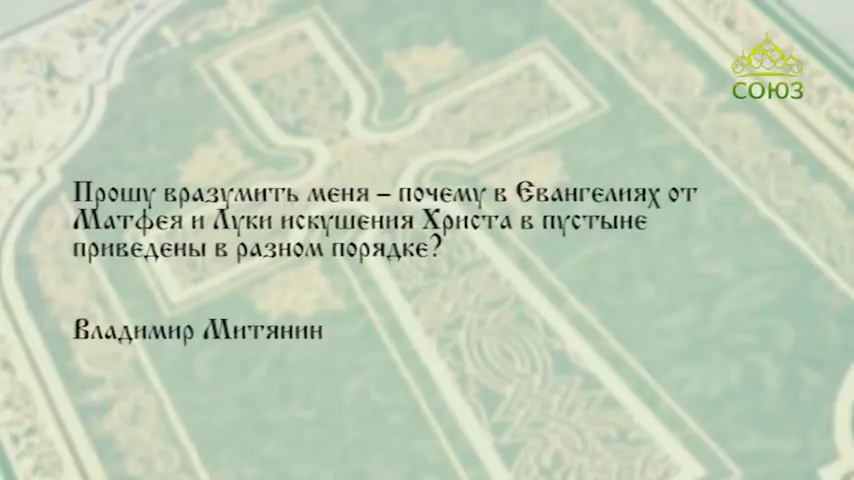 СОЮЗ
Прошу вразумить меня – почему в Евангелиях от
Матфея и Луки искушения Христа в пустыне
приведены в разном порядке?
Владимир Митянин